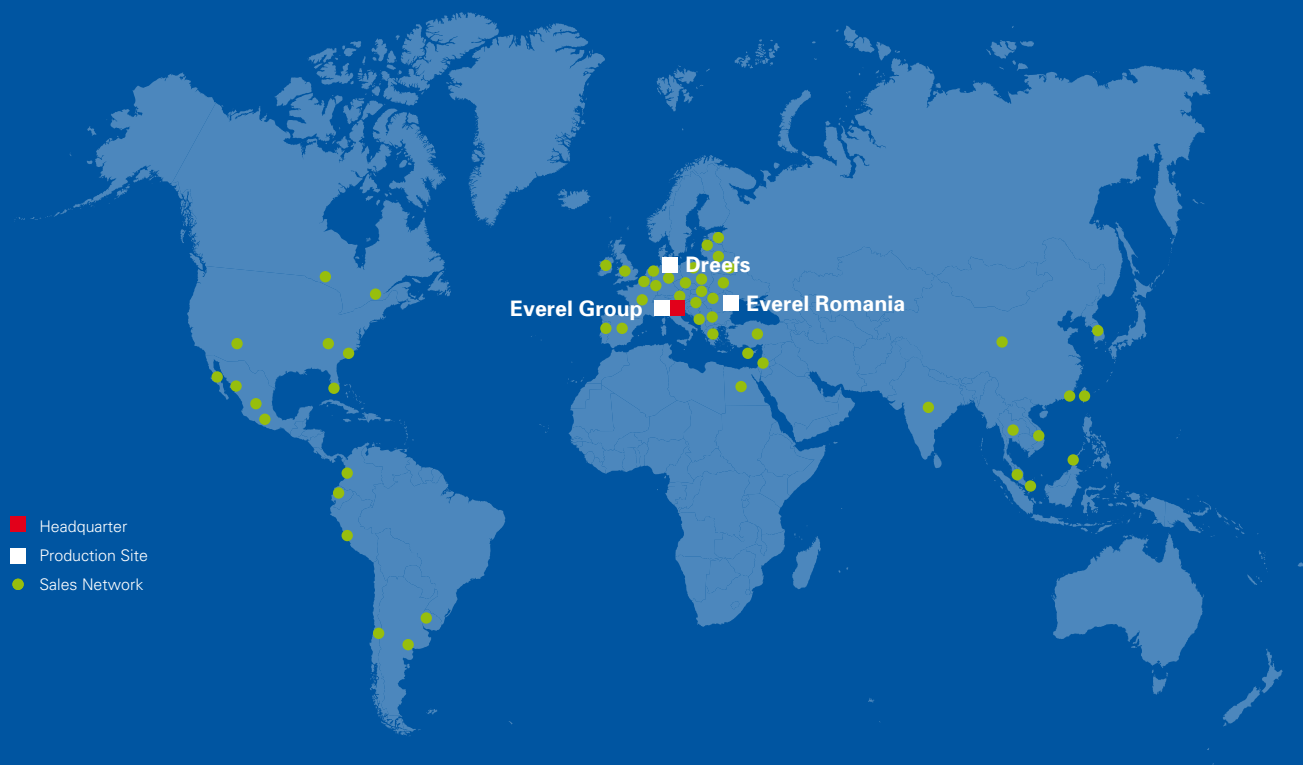 Dreefs
Everel Group
Everel Romania
Headquarter
Production Site
Sales Network